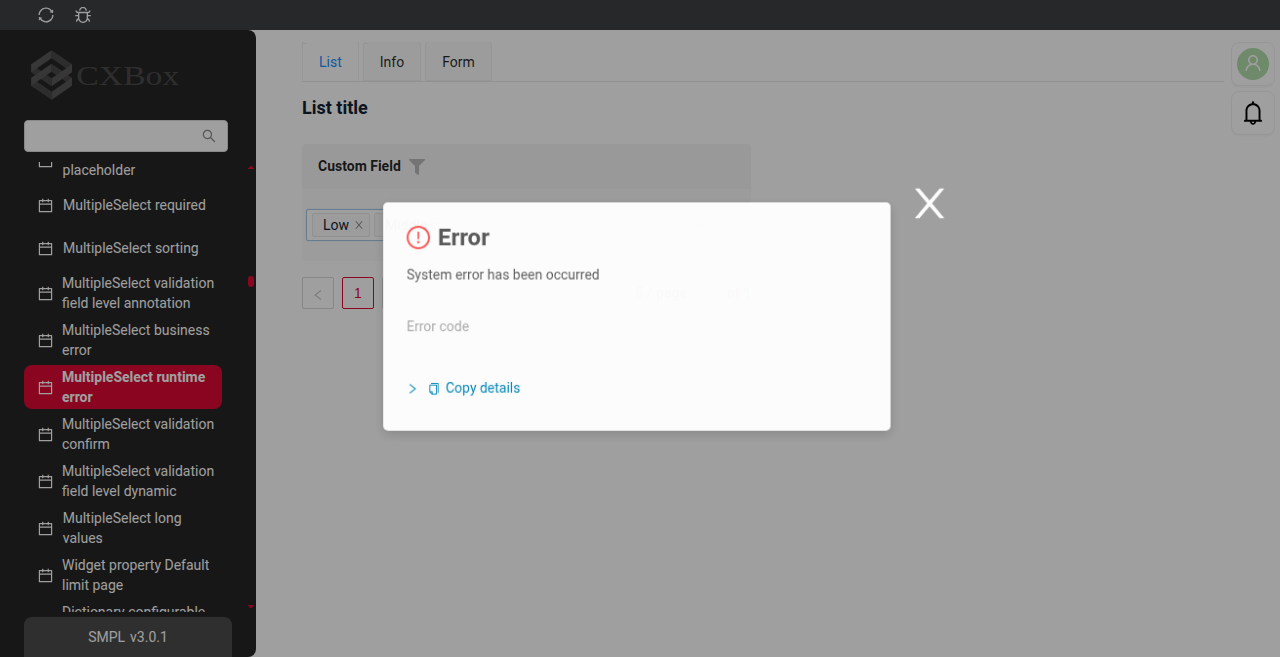 CXBox
placeholder
MultipleSelect required
MultipleSelect sorting
MultipleSelect validation
field level annotation
MultipleSelect business
error
MultipleSelect runtime
error
MultipleSelect validation
confirm
MultipleSelect validation
field level dynamic
MultipleSelect long
values
Widget property Default
limit page
Dictionary configurable
SMPL v3.0.1
List
Info
Form
List title
Custom Field
Low
1
Error
System error has been occurred
Error code
Copy details